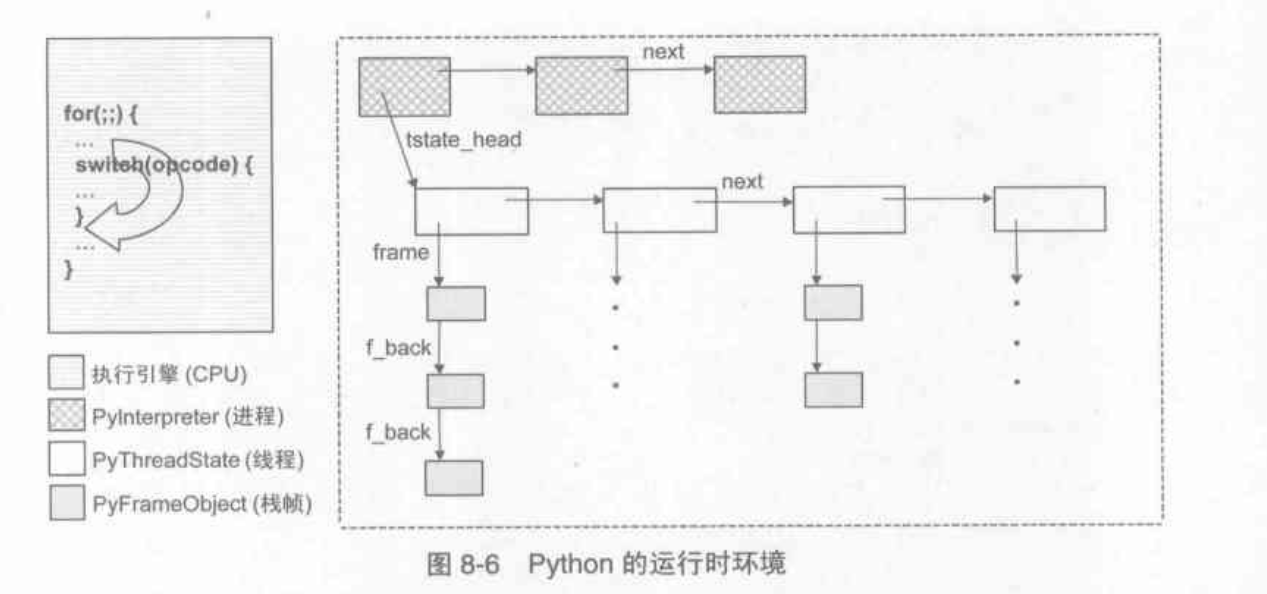 for(;;) {
...
switch(opcode) {
...
}
...
}
执行引擎 (CPU)
PyInterpreter (进程)
PyThreadState (线程)
PyFrameObject (栈帧)
next
tstate_head
next
frame
f_back
f_back
图 8-6 Python 的运行时环境